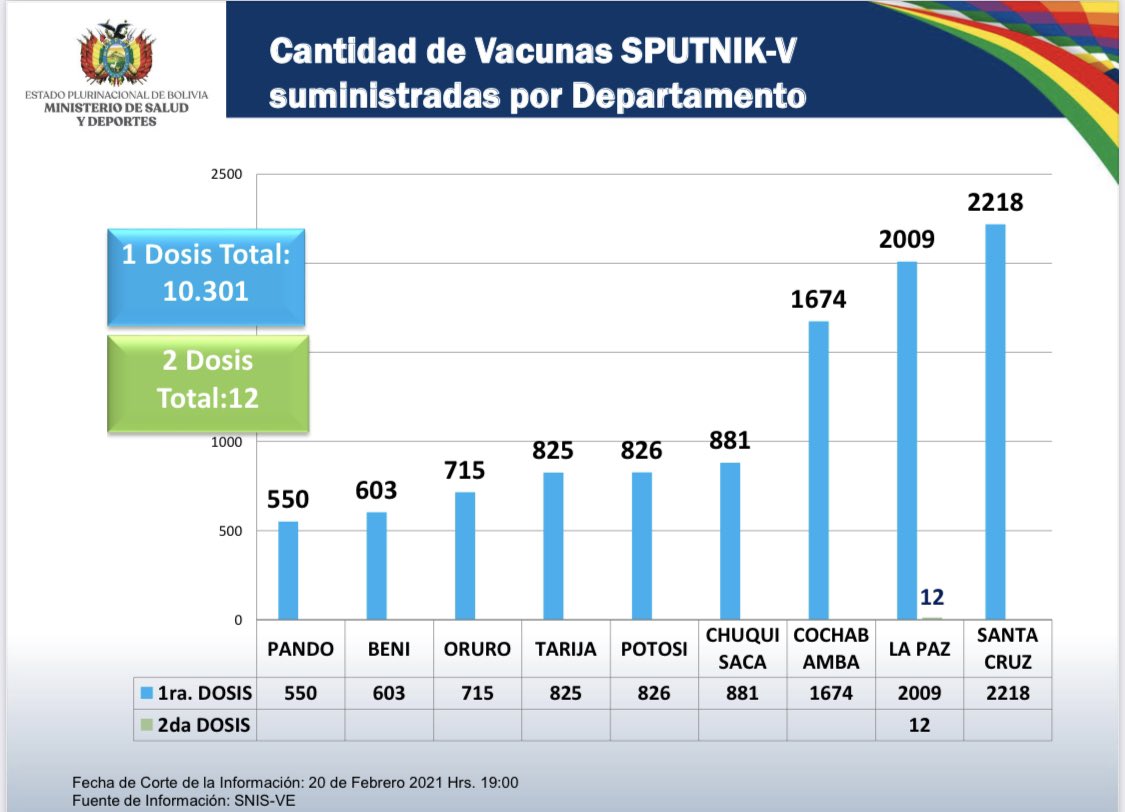 ESTADO PLURINACIONAL DE BOLIVIA
MINISTERIO DE SALUD
Y DEPORTES
Cantidad de Vacunas SPUTNIK-V
suministradas por Departamento
2500
1 Dosis Total:
10.301
2 Dosis
Total:12
1000
500
0
550
603
715
825
826
881
1674
2009
12
2218
PANDO BENI ORURO TARIJA POTOSI CHUQUI SACA COCHAB AMBA LA PAZ SANTA CRUZ
1ra. DOSIS 550 603 715 825 826 881 1674 2009 2218
2da DOSIS 12
Fecha de Corte de la Información: 20 de Febrero 2021 Hrs. 19:00
Fuente de Información: SNIS-VE